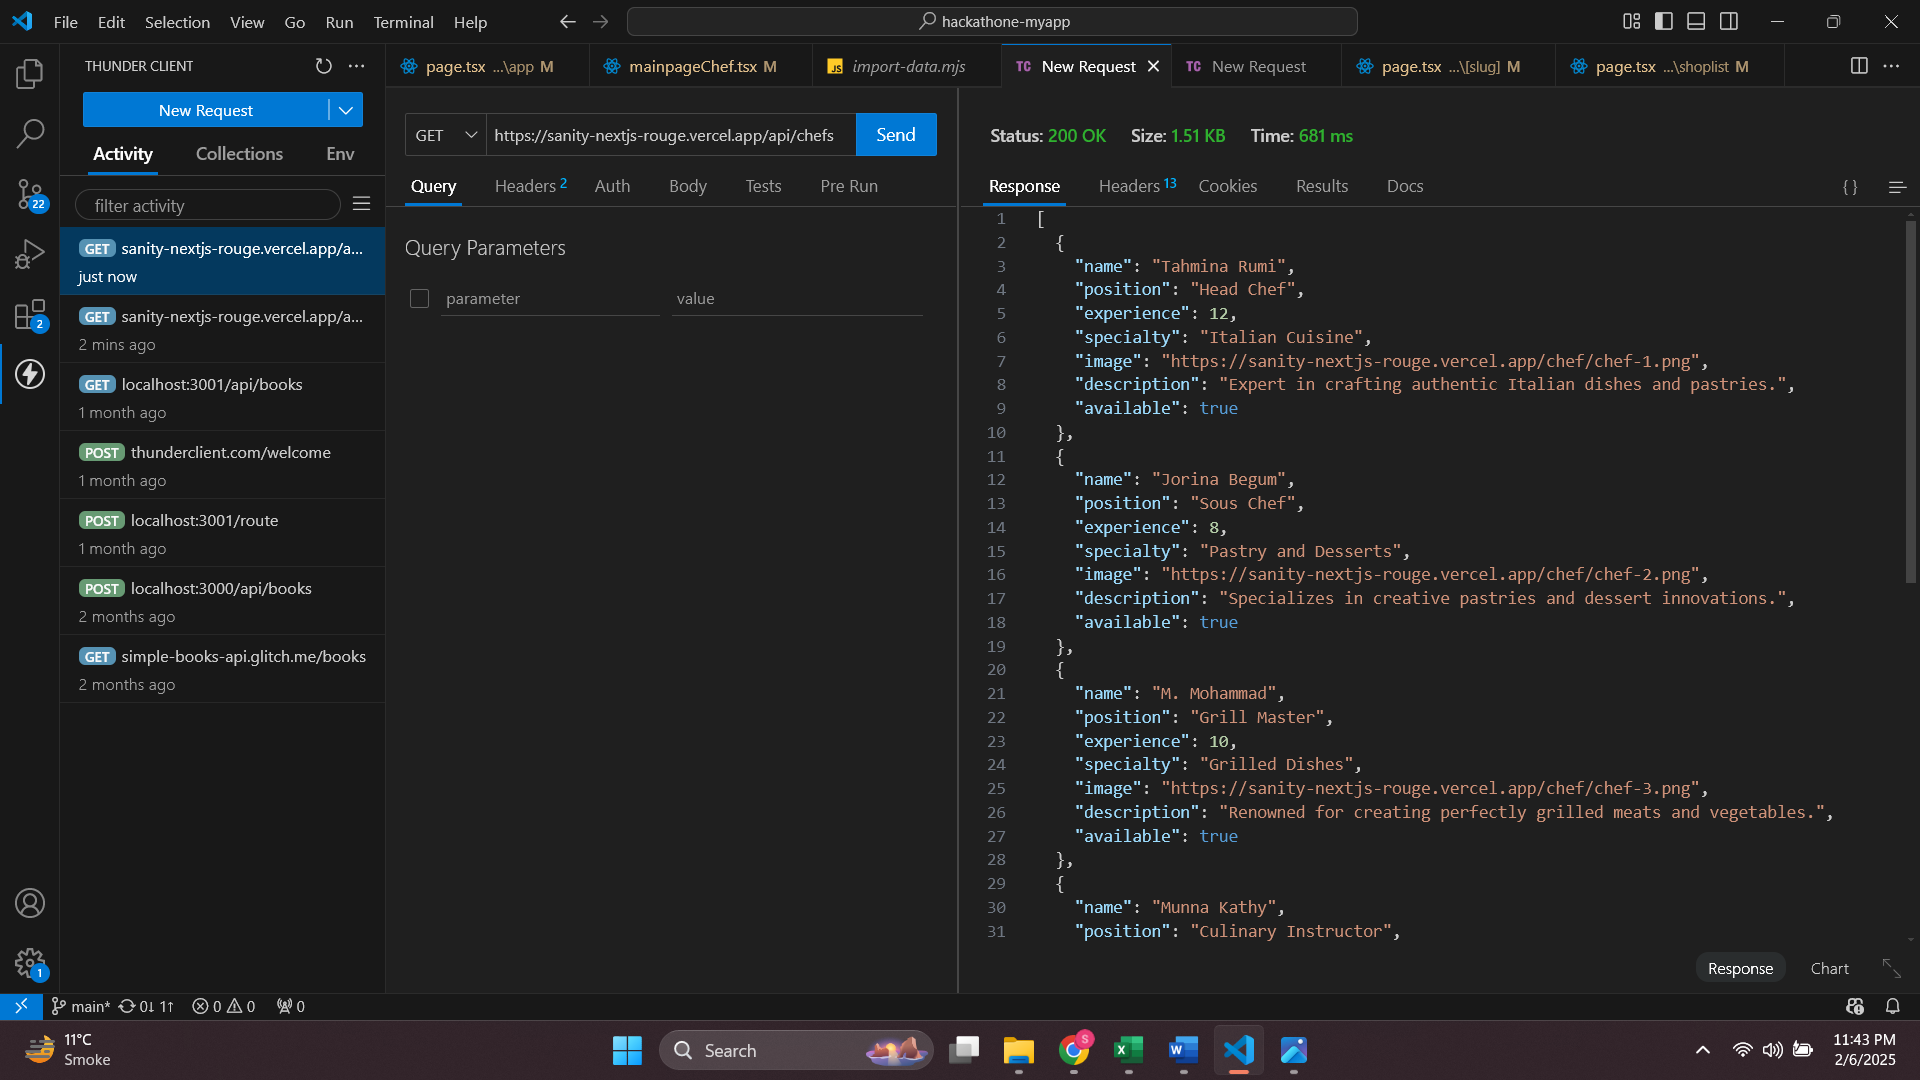 File Edit Selection View Go Run Terminal Help
hackathone-myapp
THUNDER CLIENT
New Request
Activity Collections Env
filter activity
GET sanity-nextjs-rouge.vercel.app/a...
just now
GET sanity-nextjs-rouge.vercel.app/a...
2 mins ago
GET localhost:3001/api/books
1 month ago
POST thunderclient.com/welcome
1 month ago
POST localhost:3001/route
1 month ago
POST localhost:3000/api/books
2 months ago
GET simple-books-api.glitch.me/books
2 months ago
22
2
1
page.tsx ...\app M
mainpageChef.tsx M
JS import-data.mjs
TC New Request
TC New Request
page.tsx ...\[slug] M
page.tsx ...\shoplist M
GET https://sanity-nextjs-rouge.vercel.app/api/chefs Send
Query Headers 2 Auth Body Tests Pre Run
Query Parameters
parameter value
Status: 200 OK Size: 1.51 KB Time: 681 ms
Response Headers 13 Cookies Results Docs {}
1 [
2 {
3 "name": "Tahmina Rumi",
4 "position": "Head Chef",
5 "experience": 12,
6 "specialty": "Italian Cuisine",
7 "image": "https://sanity-nextjs-rouge.vercel.app/chef/chef-1.png",
8 "description": "Expert in crafting authentic Italian dishes and pastries.",
9 "available": true
10 },
11 {
12 "name": "Jorina Begum",
13 "position": "Sous Chef",
14 "experience": 8,
15 "specialty": "Pastry and Desserts",
16 "image": "https://sanity-nextjs-rouge.vercel.app/chef/chef-2.png",
17 "description": "Specializes in creative pastries and dessert innovations.",
18 "available": true
19 },
20 {
21 "name": "M. Mohammad",
22 "position": "Grill Master",
23 "experience": 10,
24 "specialty": "Grilled Dishes",
25 "image": "https://sanity-nextjs-rouge.vercel.app/chef/chef-3.png",
26 "description": "Renowned for creating perfectly grilled meats and vegetables.",
27 "available": true
28 },
29 {
30 "name": "Munna Kathy",
31 "position": "Culinary Instructor",
Response Chart
main* 0↓ 1↑ 0 0 0
11°C
Smoke
Search
S
11:43 PM
2/6/2025